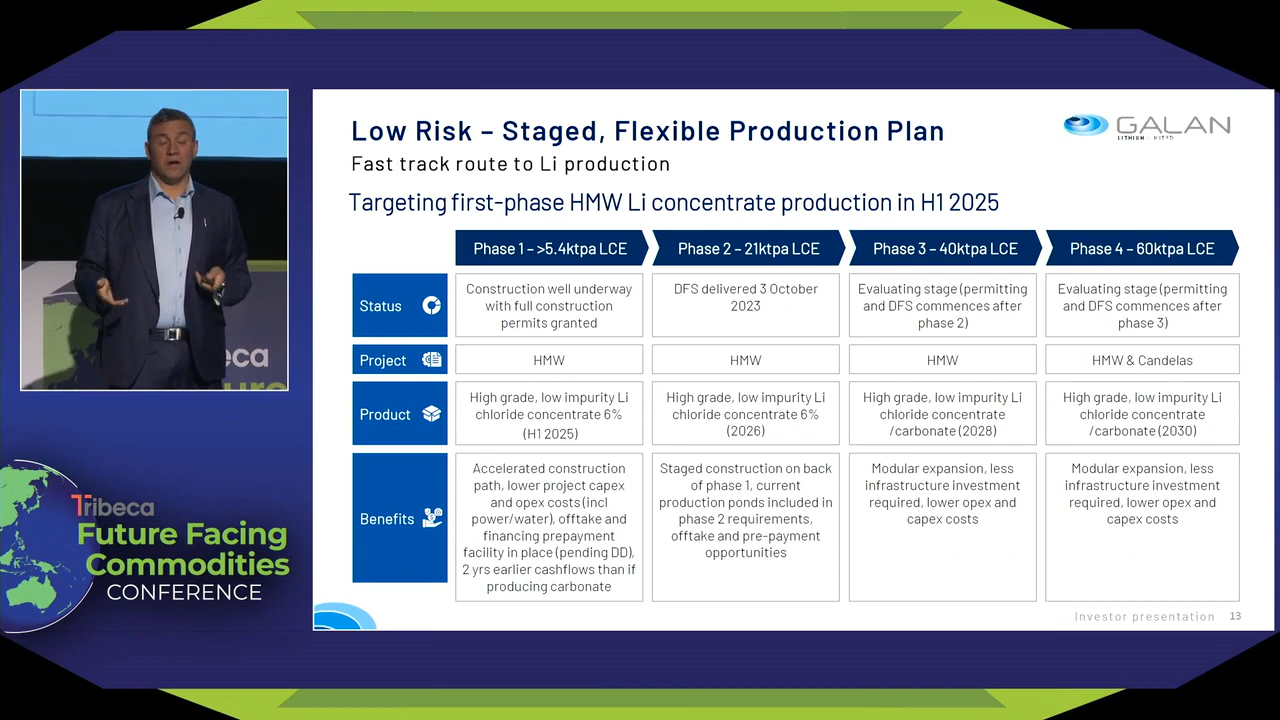 Low Risk – Staged, Flexible Production Plan
GALAN
LITHIUM LIMITED
Fast track route to Li production
Targeting first-phase HMW Li concentrate production in H1 2025
Phase 1 – >5.4ktpa LCE
Phase 2 – 21ktpa LCE
Phase 3 – 40ktpa LCE
Phase 4 – 60ktpa LCE
Status
Construction well underway
with full construction
permits granted
DFS delivered 3 October
2023
Evaluating stage (permitting
and DFS commences after
phase 2)
Evaluating stage (permitting
and DFS commences after
phase 3)
Project
HMW
HMW
HMW
HMW & Candelas
Product
High grade, low impurity Li
chloride concentrate 6%
(H1 2025)
High grade, low impurity Li
chloride concentrate 6%
(2026)
High grade, low impurity Li
chloride concentrate
/carbonate (2028)
High grade, low impurity Li
chloride concentrate
/carbonate (2030)
Benefits
Accelerated construction
path, lower project capex
and opex costs (incl
power/water), offtake and
financing prepayment
facility in place (pending DD),
2 yrs earlier cashflows than if
producing carbonate
Staged construction on back
of phase 1, current
production ponds included in
phase 2 requirements,
offtake and pre-payment
opportunities
Modular expansion, less
infrastructure investment
required, lower opex and
capex costs
Modular expansion, less
infrastructure investment
required, lower opex and
capex costs
Investor presentation 13
Tribeca
Future Facing
Commodities
CONFERENCE